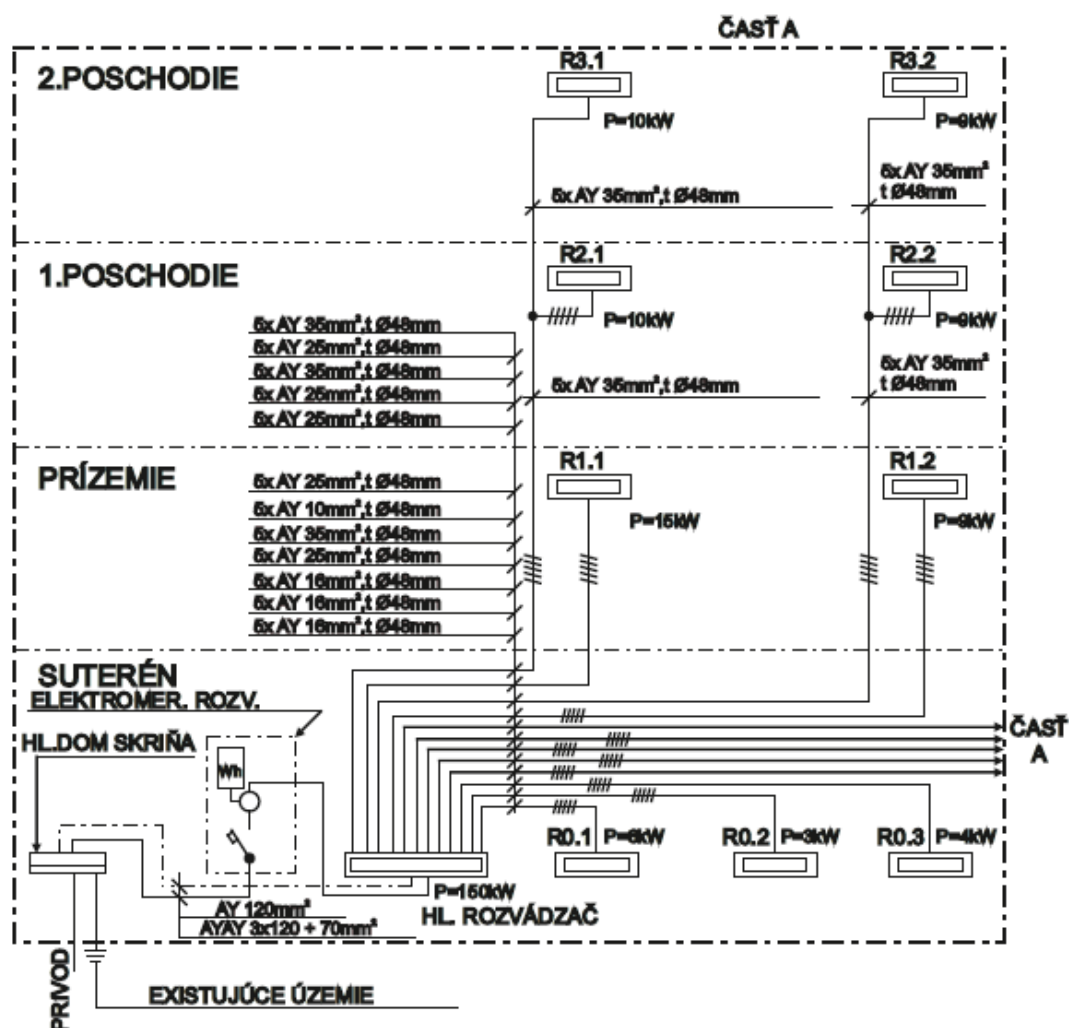 ČASŤ A
2.POSCHODIE
R3.1
P=10kW
R3.2
P=9kW
5x AY 35mm²,t Ø48mm
5x AY 35mm²
t Ø48mm
1.POSCHODIE
R2.1
P=10kW
R2.2
P=9kW
5x AY 35mm²,t Ø48mm
5x AY 25mm²,t Ø48mm
5x AY 35mm²,t Ø48mm
5x AY 25mm²,t Ø48mm
5x AY 25mm²,t Ø48mm
5x AY 35mm²,t Ø48mm
5x AY 35mm²
t Ø48mm
PRÍZEMIE
R1.1
P=15kW
R1.2
P=9kW
5x AY 25mm²,t Ø48mm
5x AY 10mm²,t Ø48mm
5x AY 35mm²,t Ø48mm
5x AY 25mm²,t Ø48mm
5x AY 16mm²,t Ø48mm
5x AY 16mm²,t Ø48mm
5x AY 16mm²,t Ø48mm
SUTERÉN
ELEKTROMER. ROZV.
HL.DOM SKRIŇA
Wh
ČASŤ
A
R0.1 P=6kW
R0.2 P=3kW
R0.3 P=4kW
P=150kW
HL. ROZVÁDZAČ
AY 120mm²
AYAY 3x120 + 70mm²
PRIVOD
EXISTUJÚCE ÚZEMIE